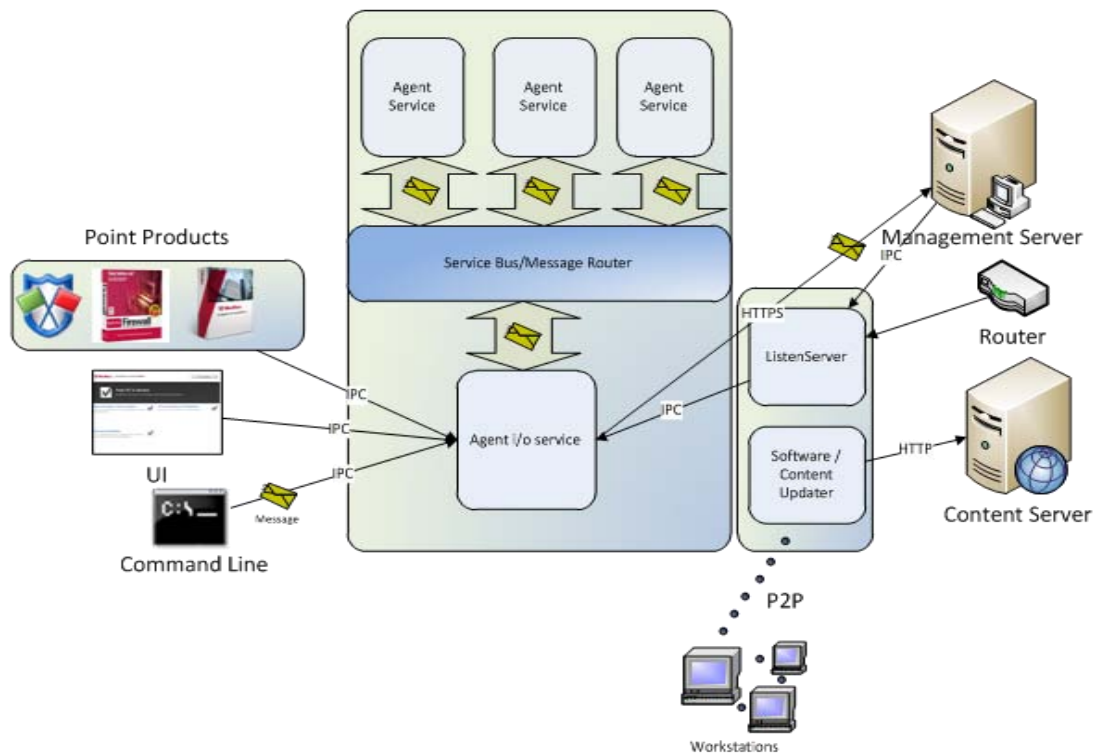 Agent
Service
Agent
Service
Agent
Service
Point Products
Service Bus/Message Router
Management Server
IPC
HTTPS
Firewall
ListenServer
Router
IPC
IPC
IPC
Agent i/o service
UI
IPC
Software /
Content
Updater
HTTP
C:\_
Message
Content Server
Command Line
P2P
Workstations